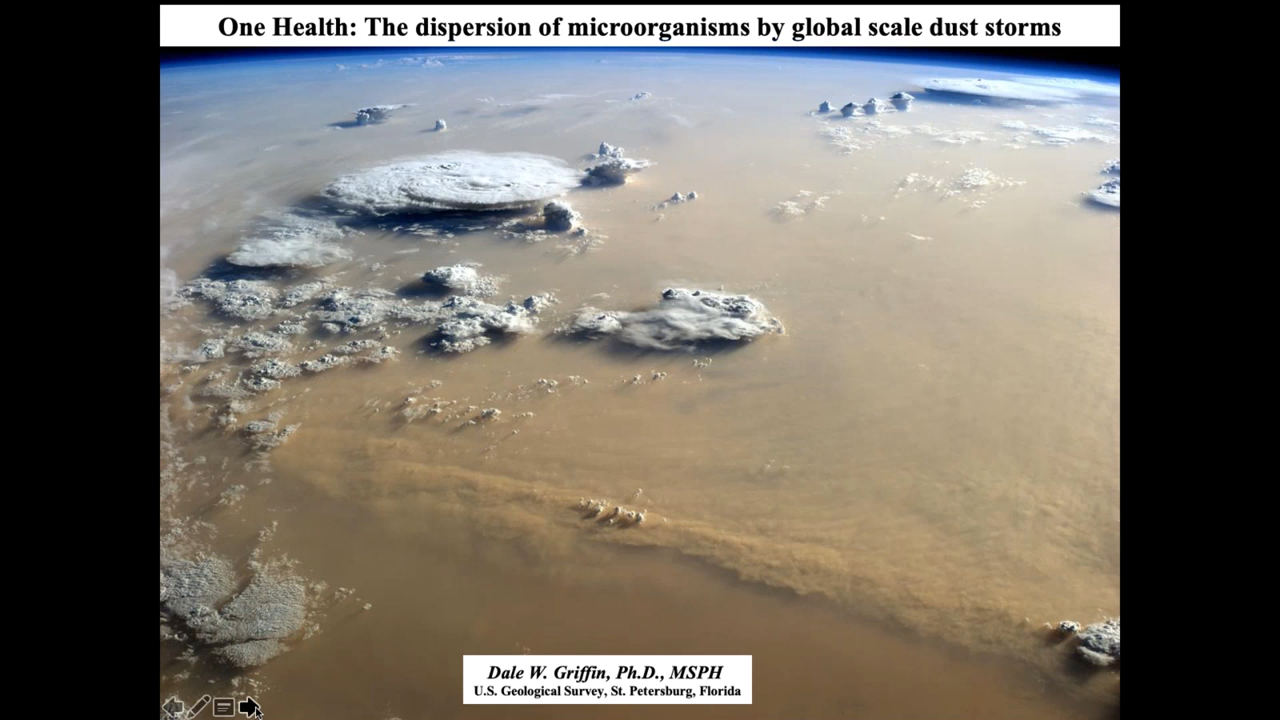 One Health: The dispersion of microorganisms by global scale dust storms
Dale W. Griffin, Ph.D., MSPH
U.S. Geological Survey, St. Petersburg, Florida